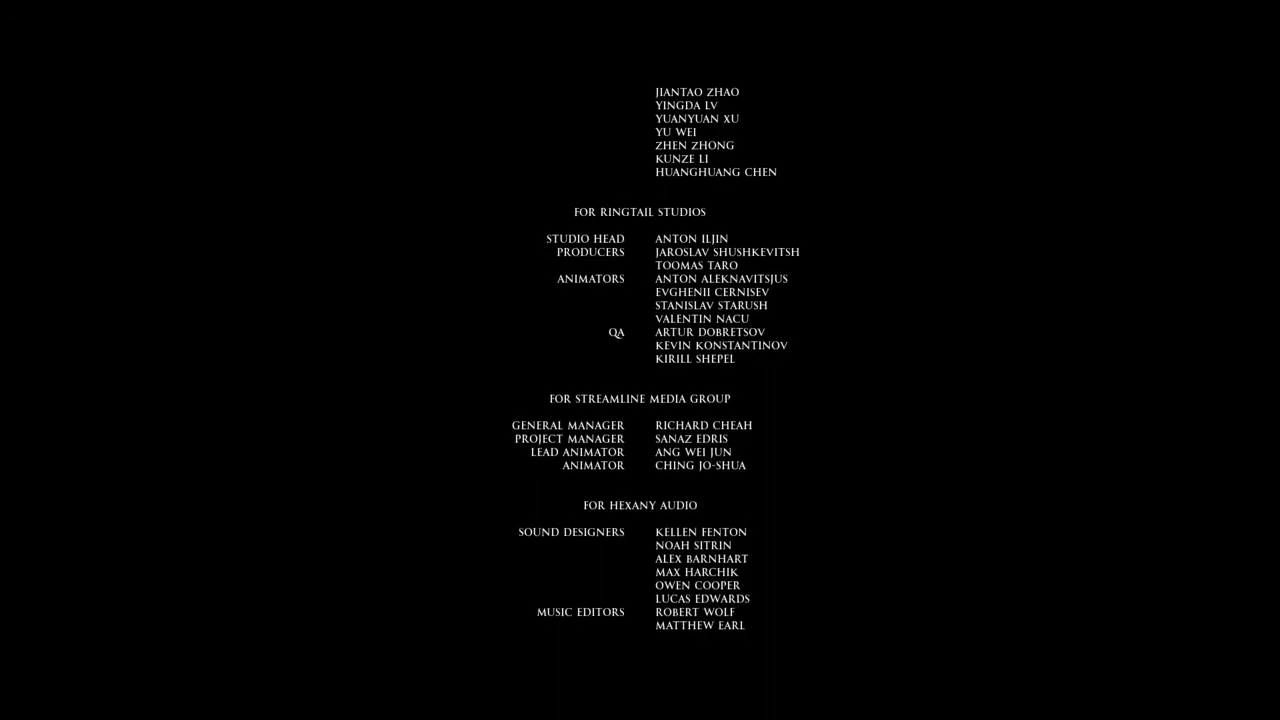 JIANTAO ZHAO
YINGDA LV
YUANYUAN XU
YU WEI
ZHEN ZHONG
KUNZE LI
HUANGHUANG CHEN
FOR RINGTAIL STUDIOS
STUDIO HEAD ANTON ILJIN
PRODUCERS JAROSLAV SHUSHKEVITSH
TOOMAS TARO
ANIMATORS ANTON ALEKNAVITSJUS
EVGHENII CERNISEV
STANISLAV STARUSH
VALENTIN NACU
QA ARTUR DOBRETSOV
KEVIN KONSTANTINOV
KIRILL SHEPEL
FOR STREAMLINE MEDIA GROUP
GENERAL MANAGER RICHARD CHEAH
PROJECT MANAGER SANAZ EDRIS
LEAD ANIMATOR ANG WEI JUN
ANIMATOR CHING JO-SHUA
FOR HEXANY AUDIO
SOUND DESIGNERS KELLEN FENTON
NOAH SITRIN
ALEX BARNHART
MAX HARCHIK
OWEN COOPER
LUCAS EDWARDS
MUSIC EDITORS ROBERT WOLF
MATTHEW EARL